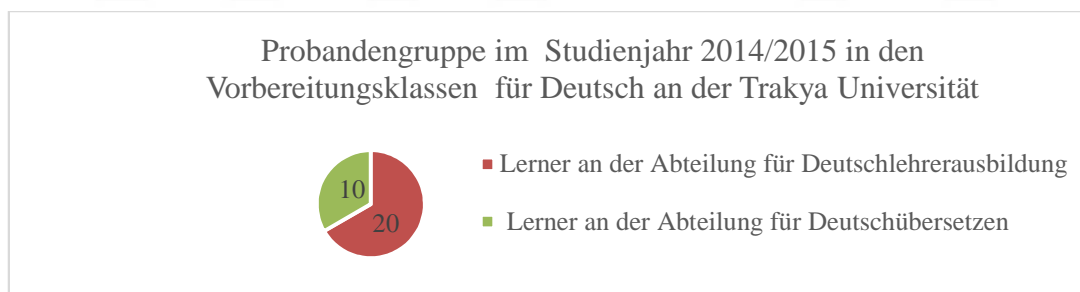 Probandengruppe im Studienjahr 2014/2015 in den
Vorbereitungsklassen für Deutsch an der Trakya Universität
10
20
Lerner an der Abteilung für Deutschlehrerausbildung
Lerner an der Abteilung für Deutschübersetzen